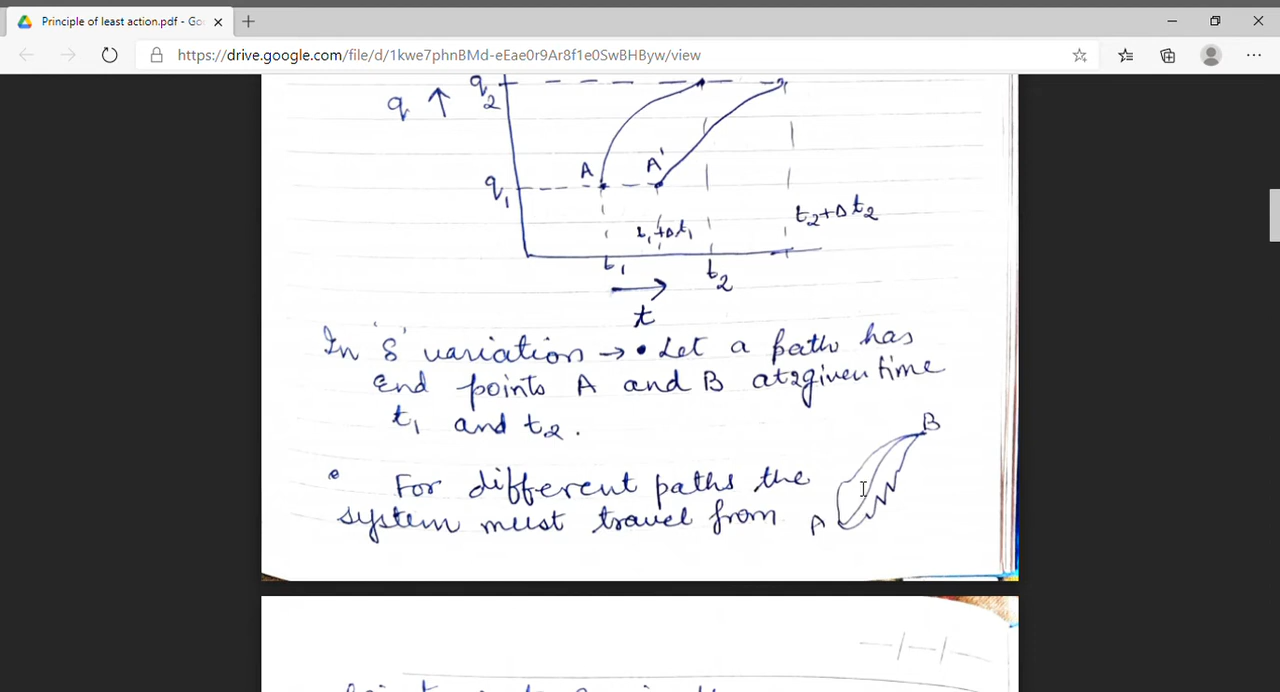 Principle of least action.pdf - Go
https://drive.google.com/file/d/1kwe7phnBMd-eEae0r9Ar8f1e0SwBHByw/view
q ↑ q2
A A'
q1
t1+Δt1 t2+Δt2
t1 t2
→
t
In 'δ' variation → • Let a path has
End points A and B at given time
t1 and t2.
B
• For different paths the
system must travel from A